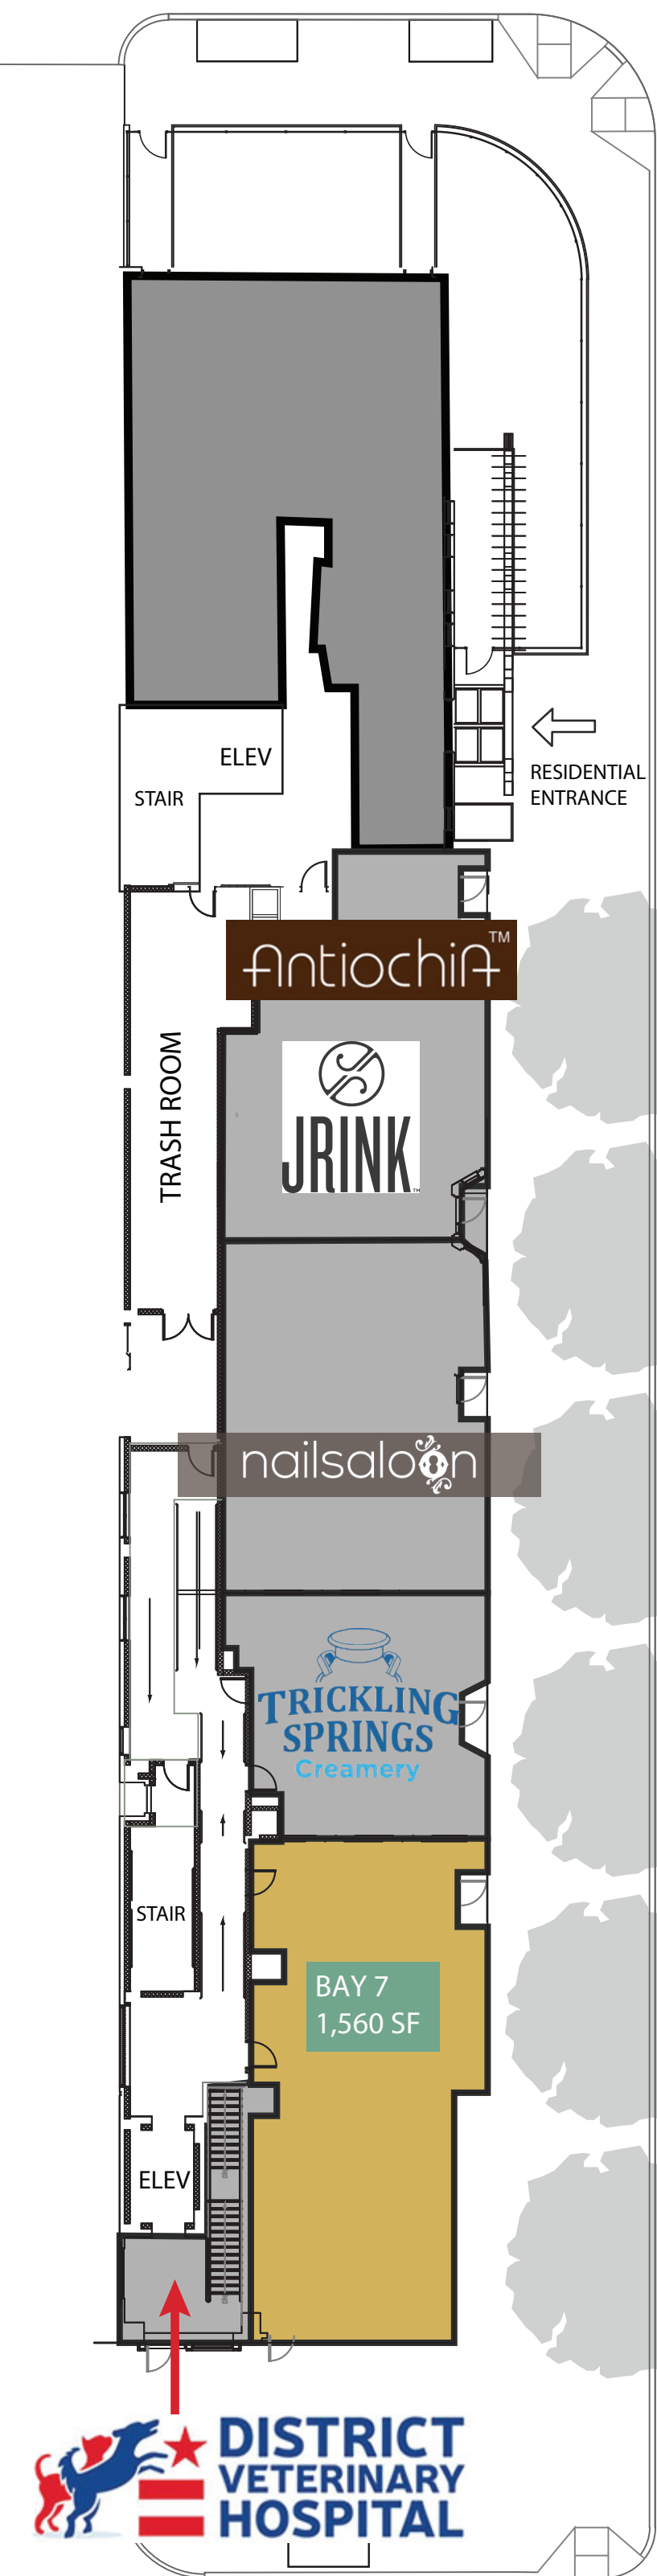 ELEV
STAIR
RESIDENTIAL
ENTRANCE
AntiochiA™
TRASH ROOM
JRINK™
nailsaloon
TRICKLING
SPRINGS
Creamery
STAIR
BAY 7
1,560 SF
ELEV
DISTRICT
VETERINARY
HOSPITAL